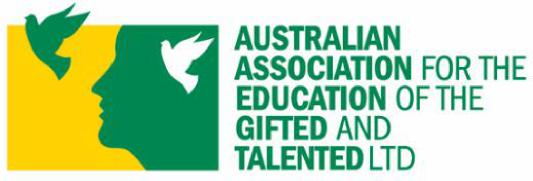 AUSTRALIAN
ASSOCIATION FOR THE
EDUCATION OF THE
GIFTED AND
TALENTED LTD